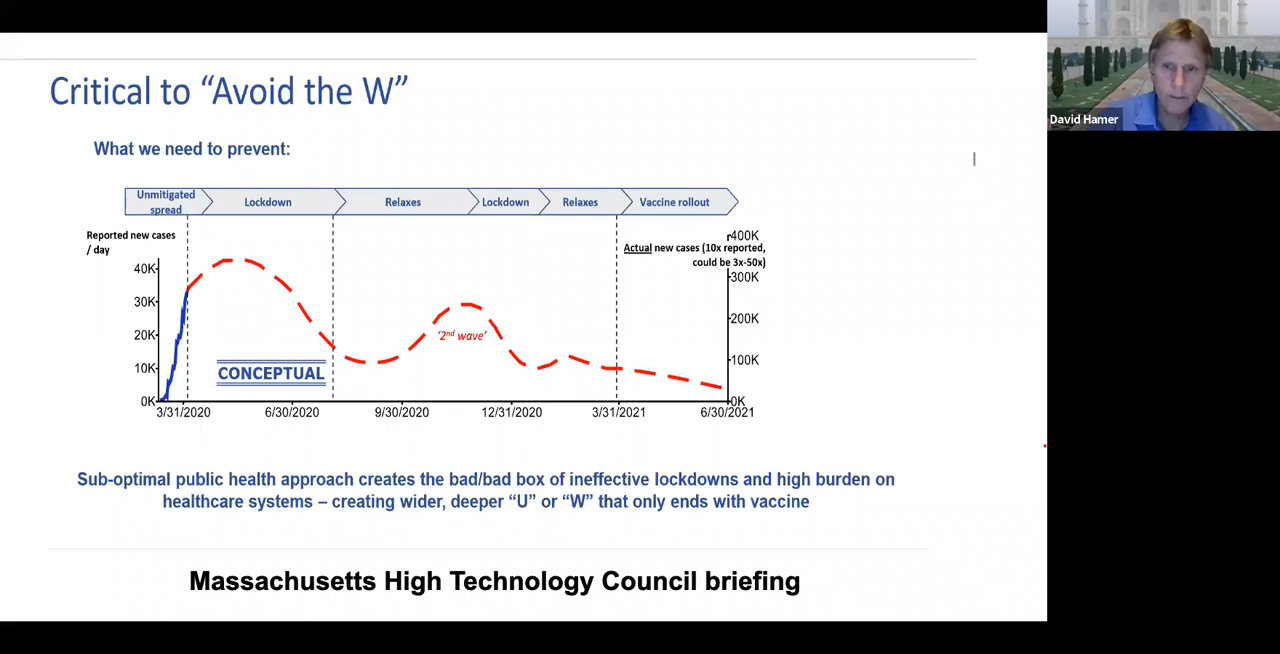 Critical to “Avoid the W”
David Hamer
What we need to prevent:
Unmitigated
spread
Lockdown
Relaxes
Lockdown
Relaxes
Vaccine rollout
Reported new cases
/ day
400K
Actual new cases (10x reported,
could be 3x-50x)
40K
300K
30K
200K
20K
‘2nd wave’
100K
10K
CONCEPTUAL
0K
0K
3/31/2020
6/30/2020
9/30/2020
12/31/2020
3/31/2021
6/30/2021
Sub-optimal public health approach creates the bad/bad box of ineffective lockdowns and high burden on
healthcare systems – creating wider, deeper “U” or “W” that only ends with vaccine
Massachusetts High Technology Council briefing